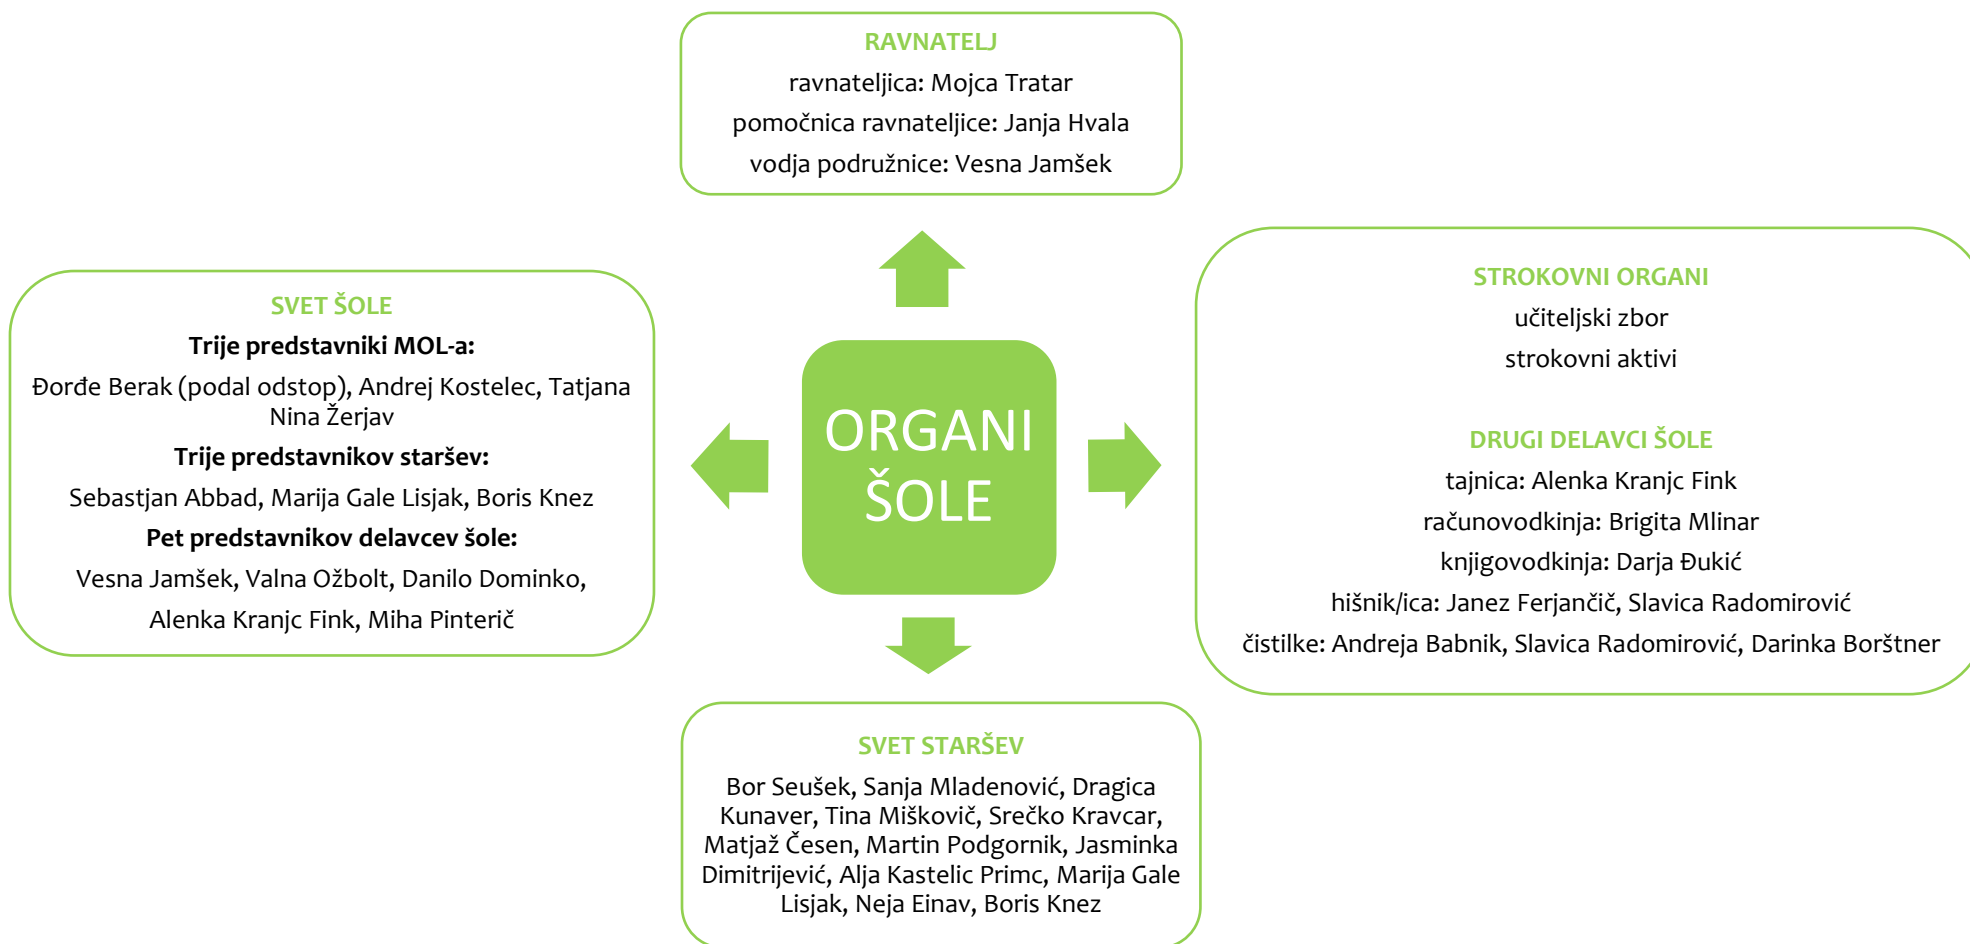 RAVNATELJ
ravnateljica: Mojca Tratar
pomočnica ravnateljice: Janja Hvala
vodja podružnice: Vesna Jamšek
SVET ŠOLE
Trije predstavniki MOL-a:
Đorđe Berak (podal odstop), Andrej Kostelec, Tatjana
Nina Žerjav
Trije predstavnikov staršev:
Sebastjan Abbad, Marija Gale Lisjak, Boris Knez
Pet predstavnikov delavcev šole:
Vesna Jamšek, Valna Ožbolt, Danilo Dominko,
Alenka Kranjc Fink, Miha Pinterič
ORGANI
ŠOLE
STROKOVNI ORGANI
učiteljski zbor
strokovni aktivi
DRUGI DELAVCI ŠOLE
tajnica: Alenka Kranjc Fink
računovodkinja: Brigita Mlinar
knjigovodkinja: Darja Đukić
hišnik/ica: Janez Ferjančič, Slavica Radomirović
čistilke: Andreja Babnik, Slavica Radomirović, Darinka Borštner
SVET STARŠEV
Bor Seušek, Sanja Mladenović, Dragica
Kunaver, Tina Miškovič, Srečko Kravcar,
Matjaž Česen, Martin Podgornik, Jasminka
Dimitrijević, Alja Kastelic Primc, Marija Gale
Lisjak, Neja Einav, Boris Knez